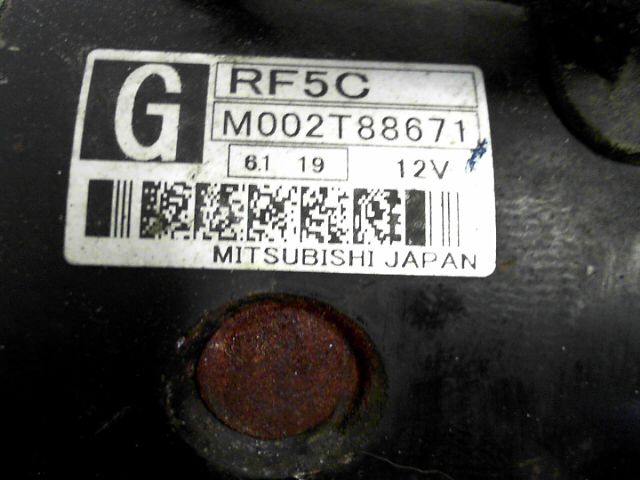 G
RF5C
M002T88671
6.1 19 12V
MITSUBISHI JAPAN